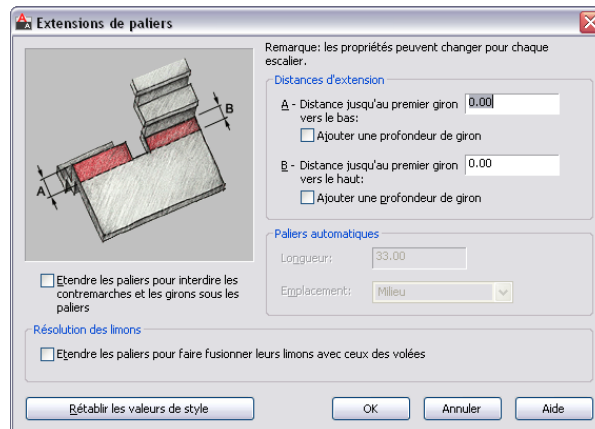 Extensions de paliers
Remarque: les propriétés peuvent changer pour chaque
escalier.
Distances d'extension
A - Distance jusqu'au premier giron
vers le bas:
0.00
Ajouter une profondeur de giron
B - Distance jusqu'au premier giron
vers le haut:
0.00
Ajouter une profondeur de giron
A
B
Etendre les paliers pour interdire les
contremarches et les girons sous les
paliers
Paliers automatiques
Longueur:
33.00
Emplacement:
Milieu
Résolution des limons
Etendre les paliers pour faire fusionner leurs limons avec ceux des volées
Rétablir les valeurs de style
OK
Annuler
Aide